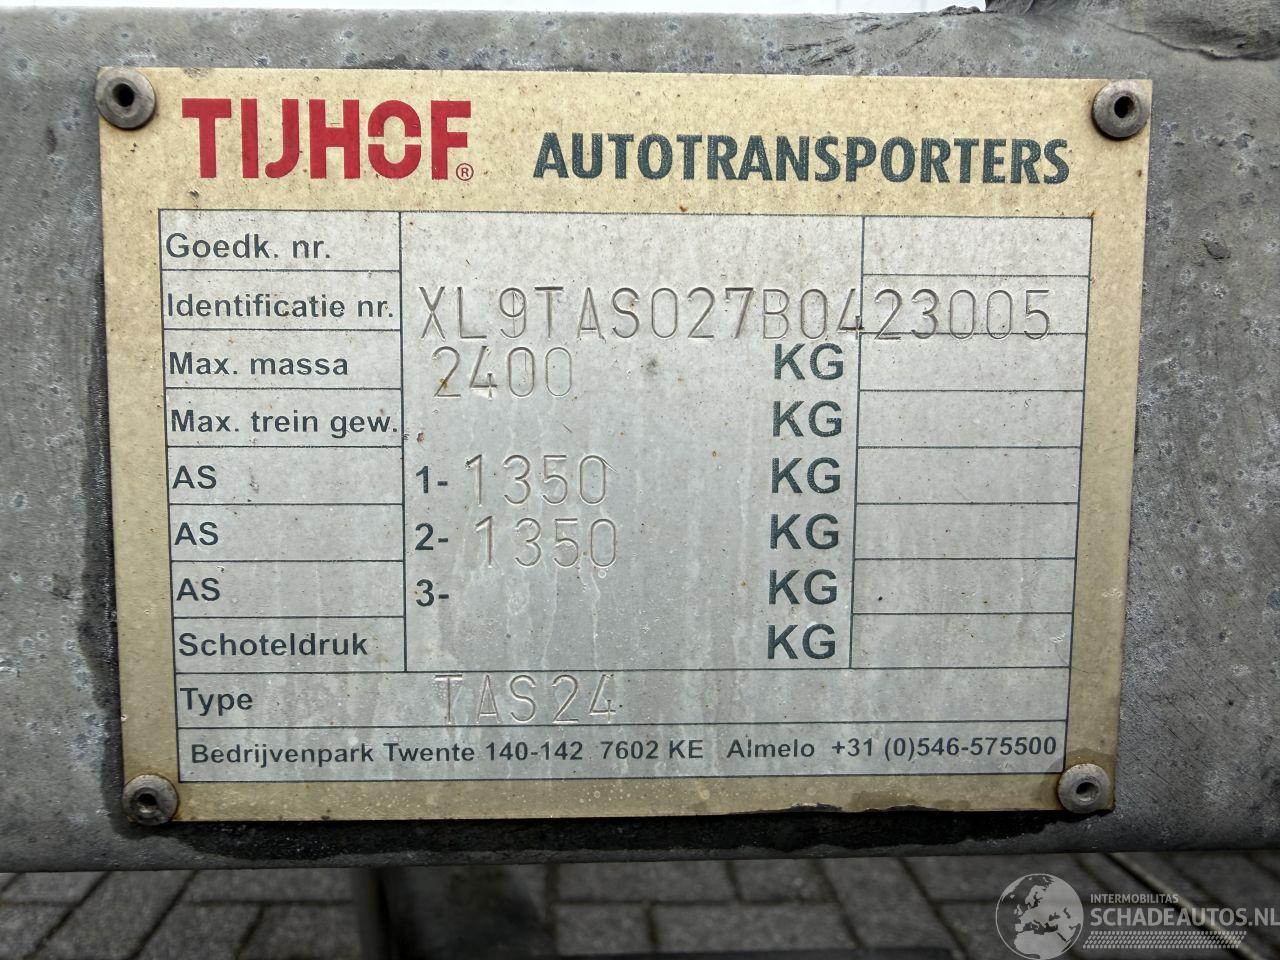 TIJHOF® AUTOTRANSPORTERS
Goedk. nr.
Identificatie nr. XL9TAS027B0423005
Max. massa 2400 KG
Max. trein gew. KG
AS 1- 1350 KG
AS 2- 1350 KG
AS 3- KG
Schoteldruk KG
Type TAS24
Bedrijvenpark Twente 140-142 7602 KE Almelo +31 (0)546-575500
INTERMOBILITAS
SCHADEAUTOS.NL